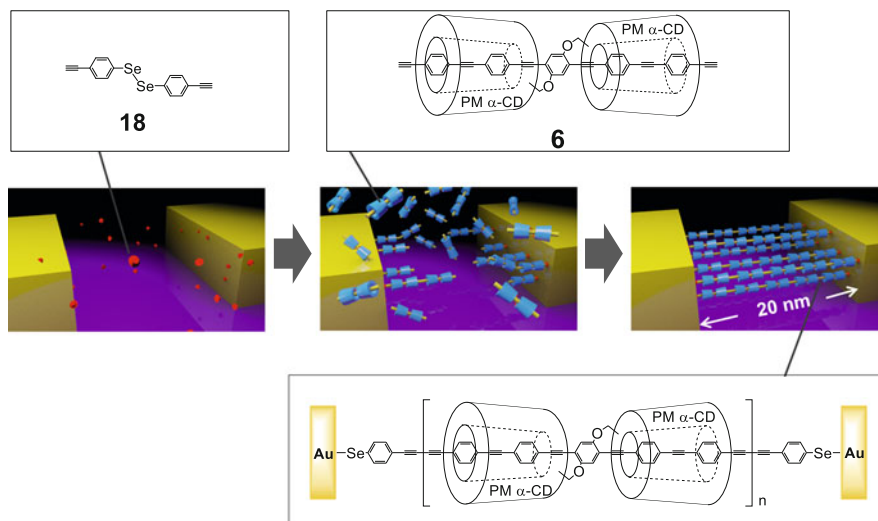 Se
Se
18
PM α-CD
O
O
PM α-CD
6
20 nm
PM α-CD
O
Au
Se
Se
Au
O
PM α-CD
n